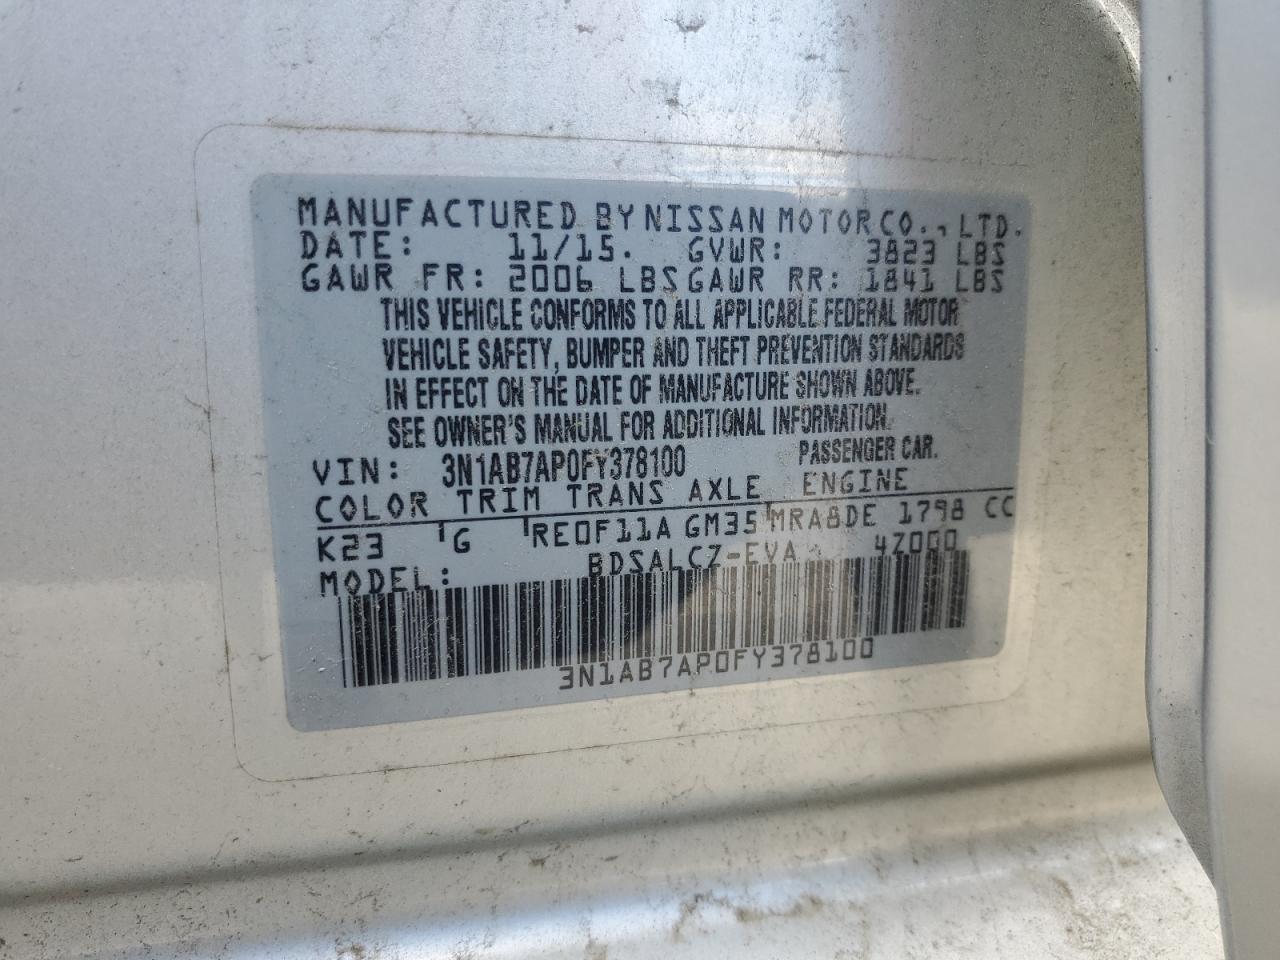 MANUFACTURED BY NISSAN MOTOR CO., LTD.
DATE: 11/15. GVWR: 3823 LBS
GAWR FR: 2006 LBS GAWR RR: 1841 LBS
THIS VEHICLE CONFORMS TO ALL APPLICABLE FEDERAL MOTOR
VEHICLE SAFETY, BUMPER AND THEFT PREVENTION STANDARDS
IN EFFECT ON THE DATE OF MANUFACTURE SHOWN ABOVE.
SEE OWNER'S MANUAL FOR ADDITIONAL INFORMATION.
VIN: 3N1AB7AP0FY378100 PASSENGER CAR.
COLOR TRIM TRANS AXLE ENGINE
K23 G RE0F11A GM35 MRA8DE 1798 CC
MODEL: BDSALCZ-EVA 4Z000
3N1AB7AP0FY378100